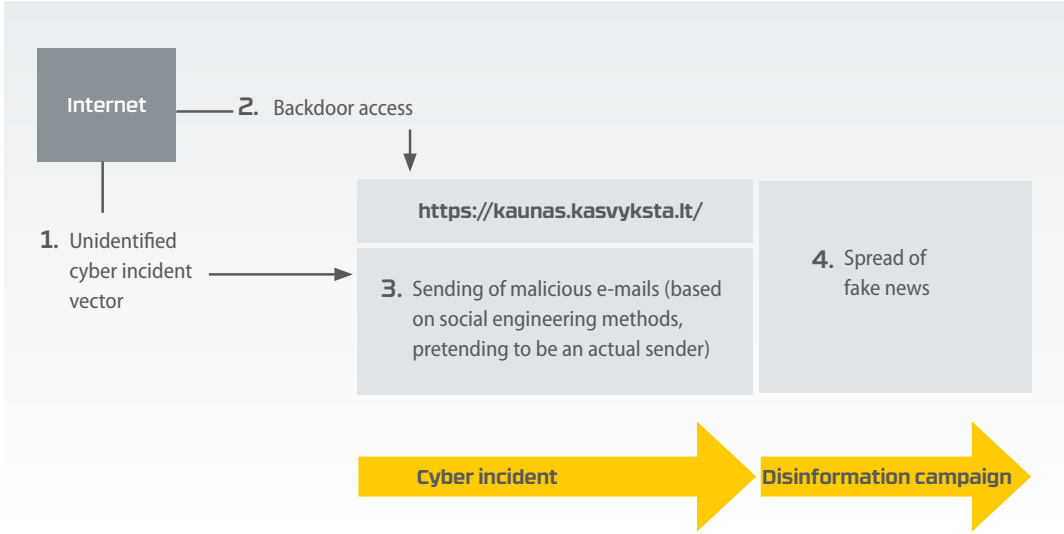 Internet
2. Backdoor access
https://kaunas.kasvyksta.lt/
1. Unidentified
cyber incident
vector
3. Sending of malicious e-mails (based
on social engineering methods,
pretending to be an actual sender)
4. Spread of
fake news
Cyber incident
Disinformation campaign